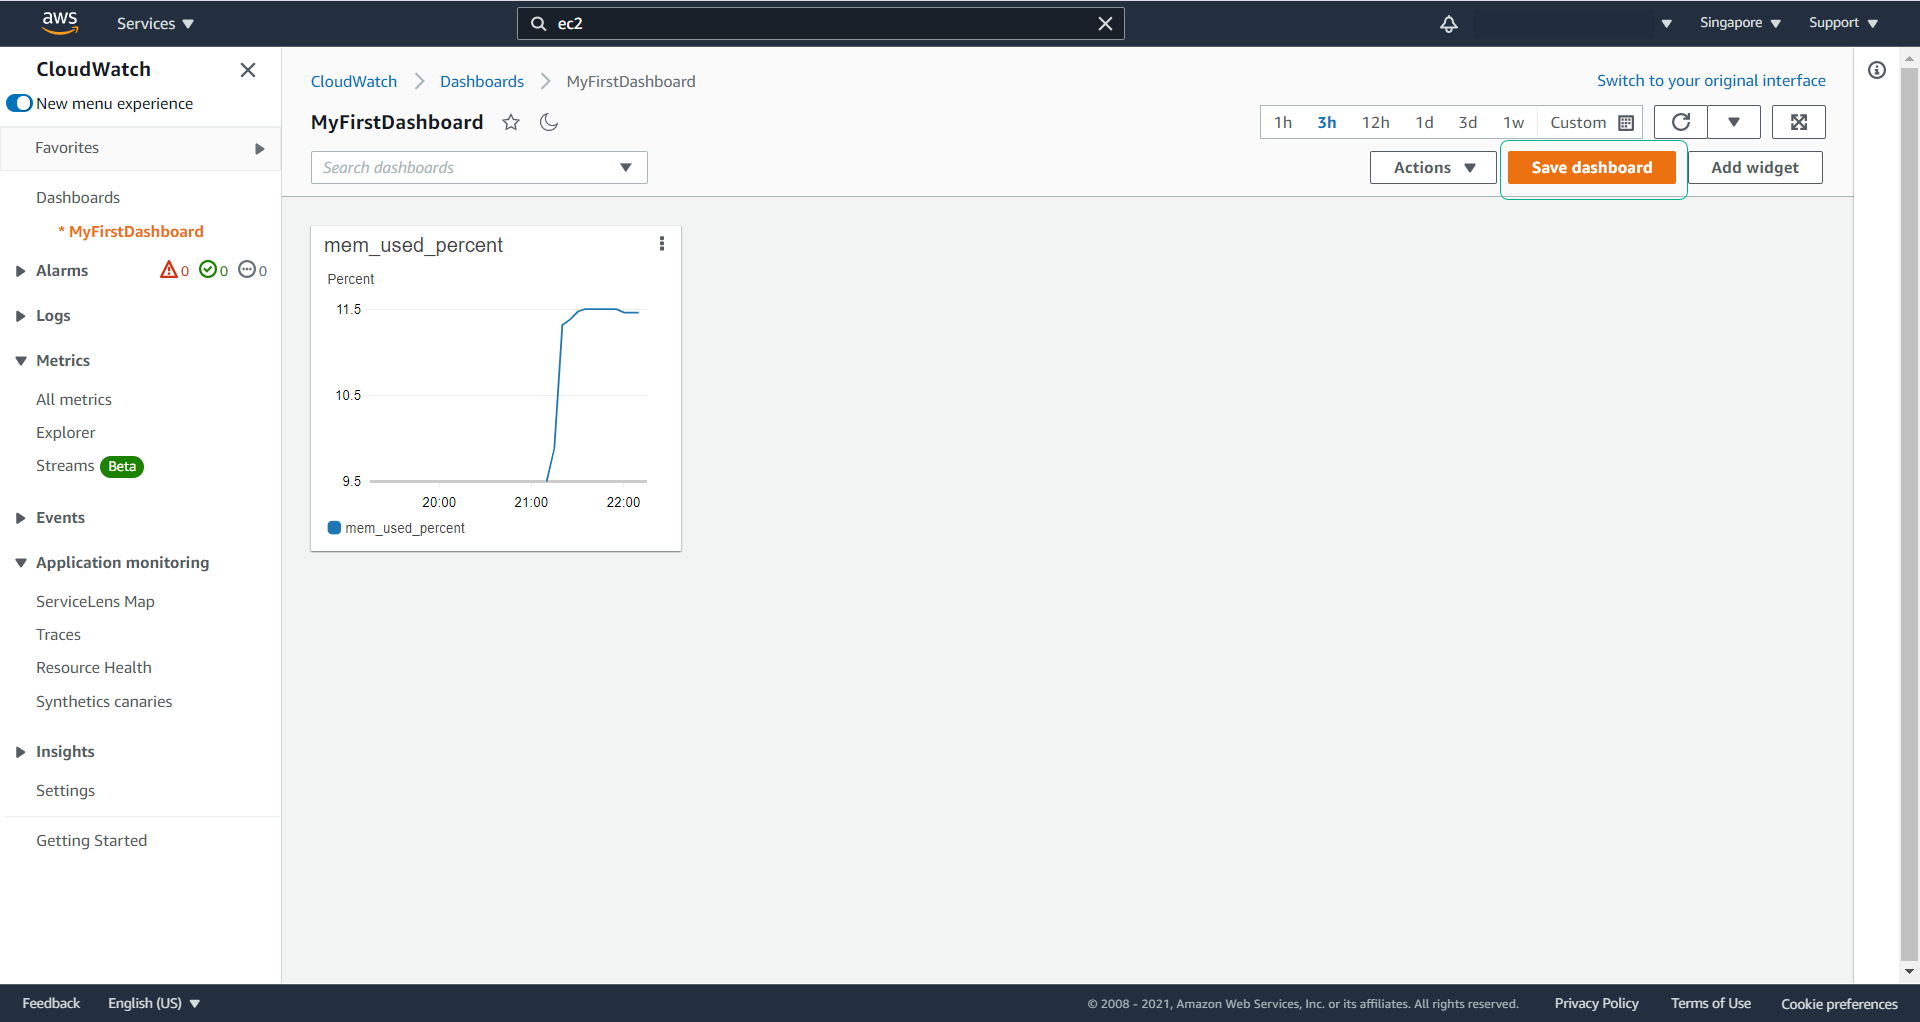 aws
Services
ec2
Singapore
Support
CloudWatch
New menu experience
Favorites
Dashboards
* MyFirstDashboard
Alarms
0
0
0
Logs
Metrics
All metrics
Explorer
Streams Beta
Events
Application monitoring
ServiceLens Map
Traces
Resource Health
Synthetics canaries
Insights
Settings
Getting Started
CloudWatch Dashboards MyFirstDashboard
Switch to your original interface
MyFirstDashboard
1h 3h 12h 1d 3d 1w Custom
Search dashboards
Actions
Save dashboard
Add widget
mem_used_percent
Percent
11.5
10.5
9.5
20:00 21:00 22:00
mem_used_percent
Feedback English (US)
© 2008 - 2021, Amazon Web Services, Inc. or its affiliates. All rights reserved. Privacy Policy Terms of Use Cookie preferences